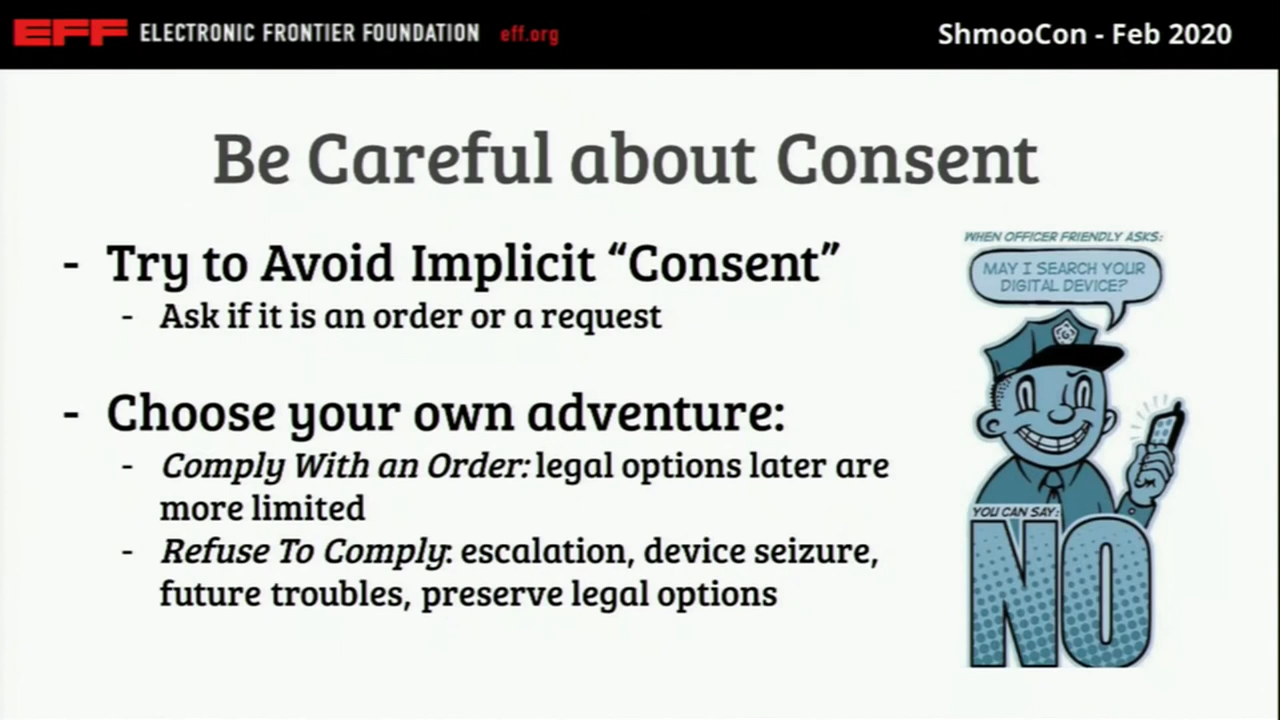 EFF ELECTRONIC FRONTIER FOUNDATION eff.org
ShmooCon - Feb 2020
Be Careful about Consent
- Try to Avoid Implicit “Consent”
- Ask if it is an order or a request
- Choose your own adventure:
- Comply With an Order: legal options later are
more limited
- Refuse To Comply: escalation, device seizure,
future troubles, preserve legal options
WHEN OFFICER FRIENDLY ASKS:
MAY I SEARCH YOUR
DIGITAL DEVICE?
YOU CAN SAY:
NO